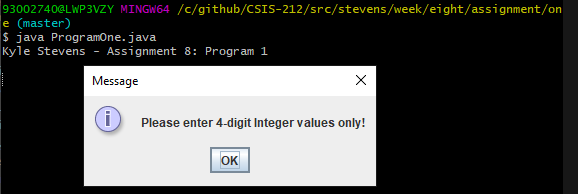 93002740@LWP3VZY MINGW64 /c/github/CSIS-212/src/stevens/week/eight/assignment/on
e (master)
$ java ProgramOne.java
Kyle Stevens - Assignment 8: Program 1
Message
Please enter 4-digit Integer values only!
OK